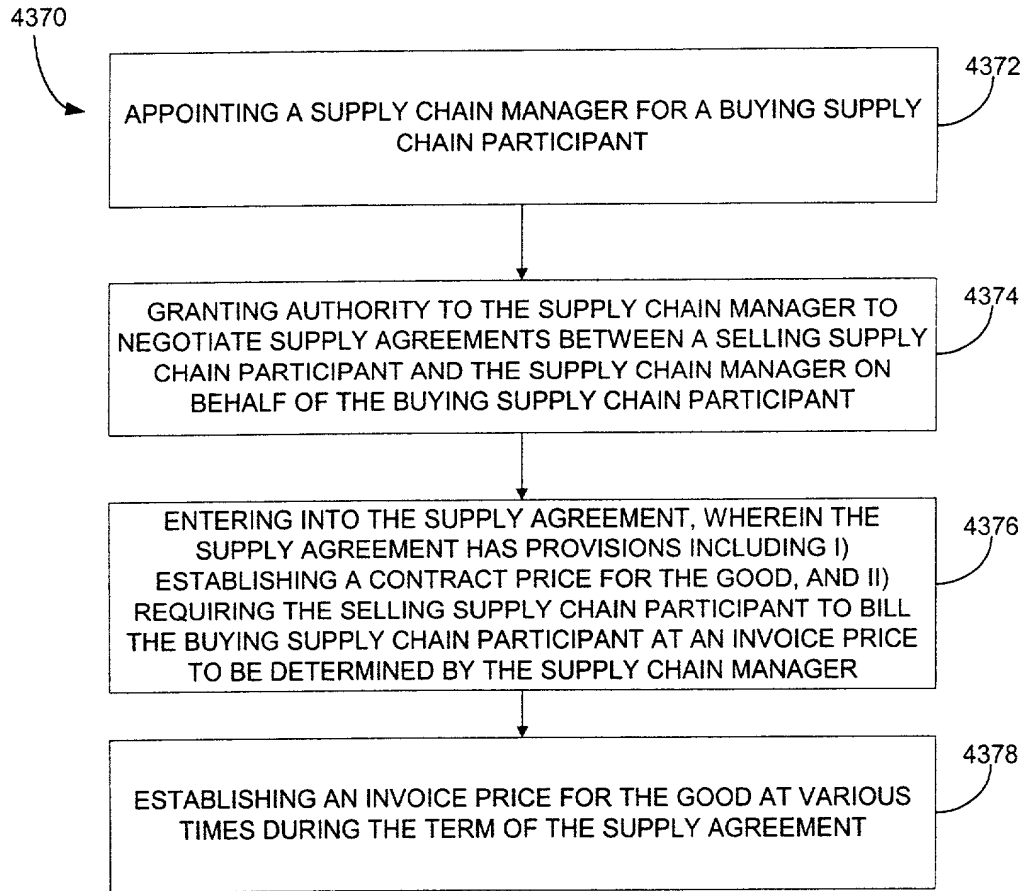 4370
4372
APPOINTING A SUPPLY CHAIN MANAGER FOR A BUYING SUPPLY
CHAIN PARTICIPANT
4374
GRANTING AUTHORITY TO THE SUPPLY CHAIN MANAGER TO
NEGOTIATE SUPPLY AGREEMENTS BETWEEN A SELLING SUPPLY
CHAIN PARTICIPANT AND THE SUPPLY CHAIN MANAGER ON
BEHALF OF THE BUYING SUPPLY CHAIN PARTICIPANT
4376
ENTERING INTO THE SUPPLY AGREEMENT, WHEREIN THE
SUPPLY AGREEMENT HAS PROVISIONS INCLUDING I)
ESTABLISHING A CONTRACT PRICE FOR THE GOOD, AND II)
REQUIRING THE SELLING SUPPLY CHAIN PARTICIPANT TO BILL
THE BUYING SUPPLY CHAIN PARTICIPANT AT AN INVOICE PRICE
TO BE DETERMINED BY THE SUPPLY CHAIN MANAGER
4378
ESTABLISHING AN INVOICE PRICE FOR THE GOOD AT VARIOUS
TIMES DURING THE TERM OF THE SUPPLY AGREEMENT